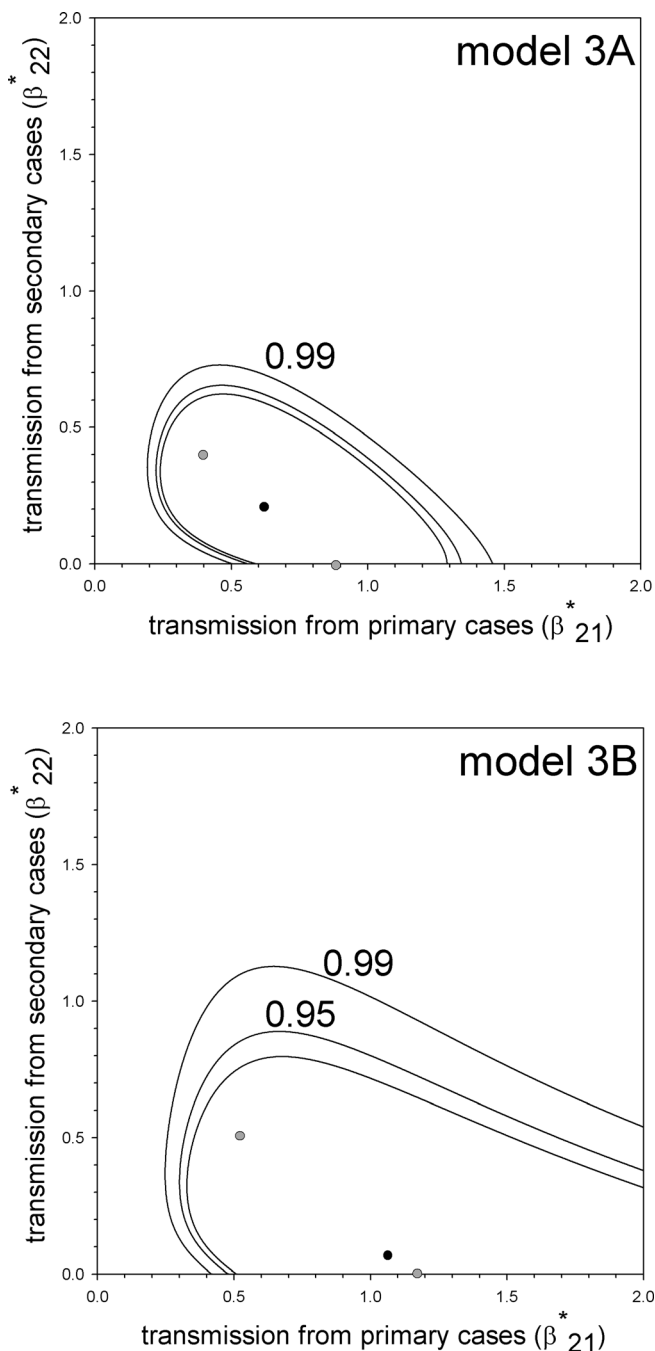 model 3A
2.0
1.5
1.0
0.5
0.0
0.99
transmission from secondary cases (β*22)
0.0 0.5 1.0 1.5 2.0
transmission from primary cases (β*21)
model 3B
2.0
1.5
1.0
0.5
0.0
0.99
0.95
transmission from secondary cases (β*22)
0.0 0.5 1.0 1.5 2.0
transmission from primary cases (β*21)